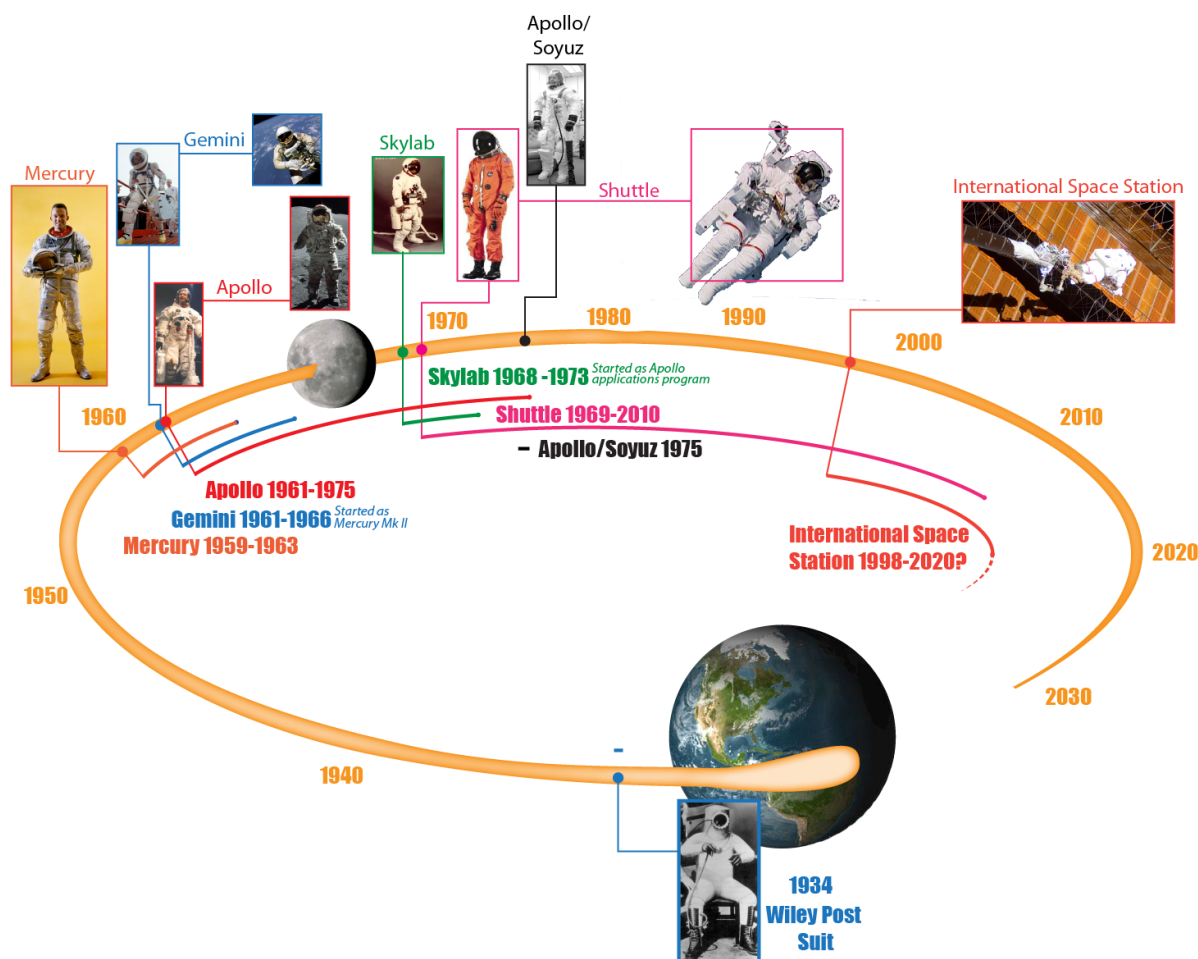 Apollo/
Soyuz
Gemini
Skylab
Mercury
Shuttle
International Space Station
Apollo
1970
1980
1990
2000
Skylab 1968 -1973 Started as Apollo
applications program
1960
Shuttle 1969-2010
2010
– Apollo/Soyuz 1975
Apollo 1961-1975
Gemini 1961-1966 Started as
Mercury Mk II
Mercury 1959-1963
International Space
Station 1998-2020?
2020
1950
2030
1940
-
1934
Wiley Post
Suit